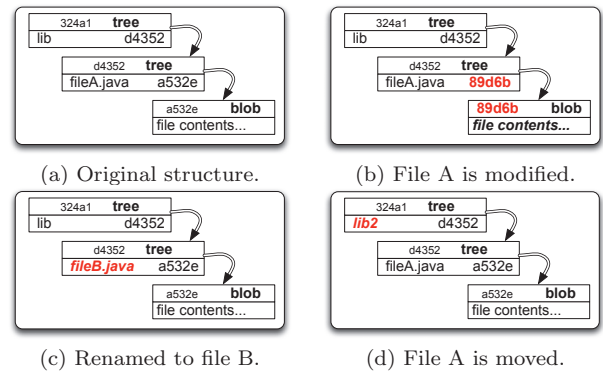 324a1 tree
lib d4352
d4352 tree
fileA.java a532e
a532e blob
file contents...
(a) Original structure.
324a1 tree
lib d4352
d4352 tree
fileA.java 89d6b
89d6b blob
file contents...
(b) File A is modified.
324a1 tree
lib d4352
d4352 tree
fileB.java a532e
a532e blob
file contents...
(c) Renamed to file B.
324a1 tree
lib2 d4352
d4352 tree
fileA.java a532e
a532e blob
file contents...
(d) File A is moved.